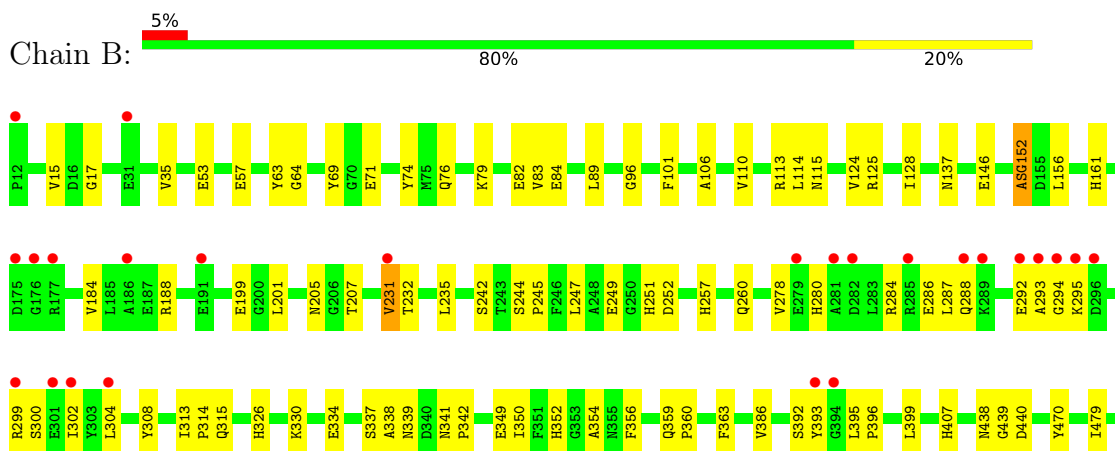 5%
Chain B:
80% 20%
P12 V15 D16 G17 E31 V35 E53 E57 Y63 G64 Y69 G70 E71 Y74 M75 Q76 K79 E82 V83 E84 L89 G96 F101 A106 V110 R113 L114 N115 V124 R125 I128 N137 E146 ASG152 D155 L156 H161
D175 G176 R177 V184 L185 A186 E187 R188 E191 E199 G200 L201 N205 G206 T207 V231 T232 L235 S242 T243 S244 P245 F246 L247 A248 E249 G250 H251 D252 H257 Q260 V278 E279 H280 A281 D282 L283 R284 R285 E286 L287 Q288 K289 E292 A293 G294 K295 D296
R299 S300 E301 I302 Y303 L304 Y308 I313 P314 Q315 H326 K330 E334 S337 A338 N339 D340 N341 P342 E349 I350 F351 H352 G353 A354 N355 F356 Q359 P360 F363 V386 S392 Y393 G394 L395 P396 L399 H407 N438 G439 D440 Y470 I479